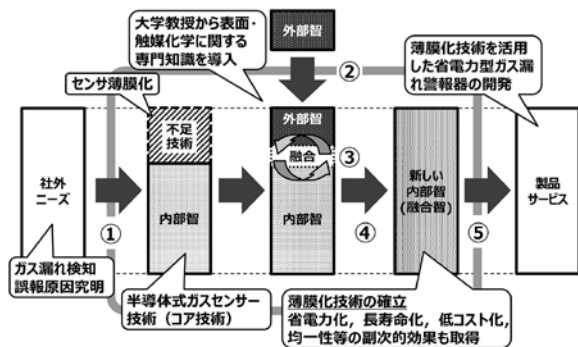 大学教授から表面・
触媒化学に関する
専門知識を導入
外部智
②
薄膜化技術を活用
した省電力型ガス漏
れ警報器の開発
センサ薄膜化
不足
技術
外部智
融合
③
社外
ニーズ
①
内部智
内部智
④
新しい
内部智
(融合智)
⑤
製品
サービス
ガス漏れ検知
誤報原因究明
半導体式ガスセンサー
技術（コア技術）
薄膜化技術の確立
省電力化，長寿命化，低コスト化，
均一性等の副次的効果も取得